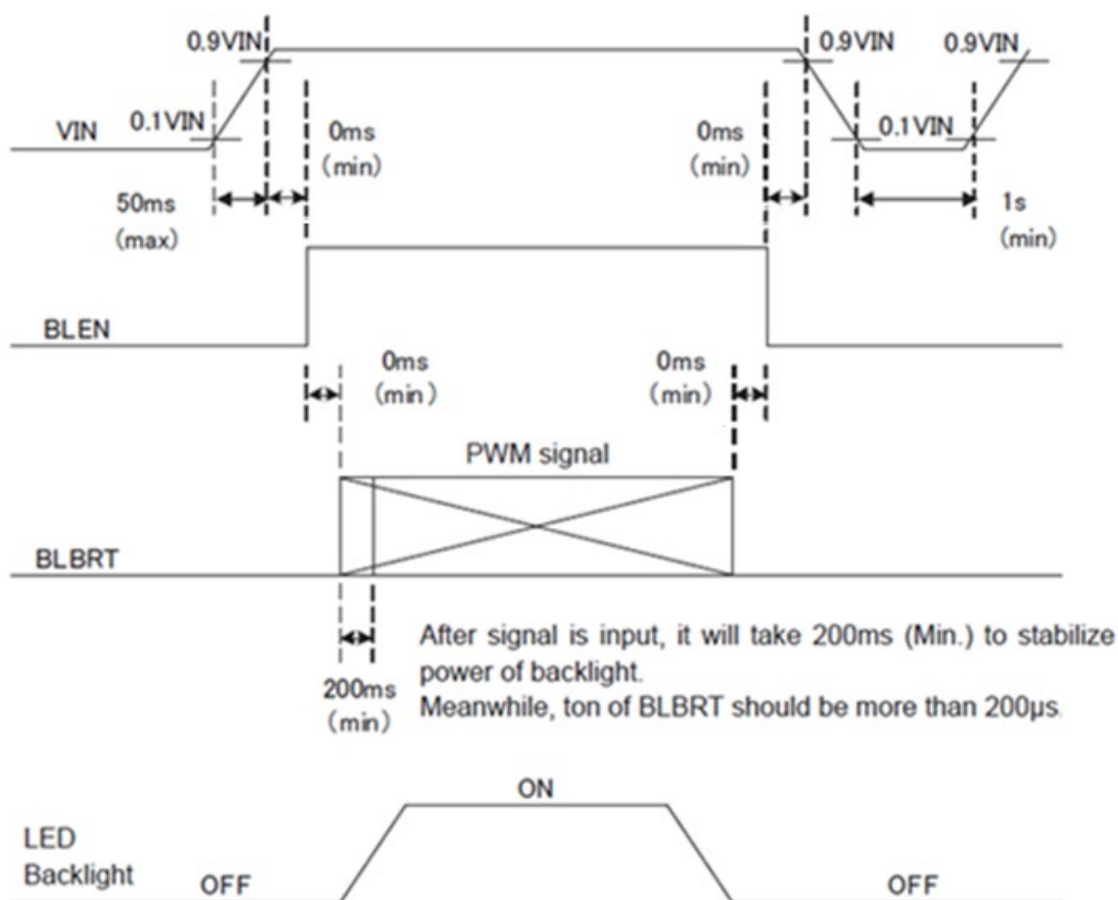 0.9VIN
0.9VIN
0.9VIN
VIN
0.1VIN
0ms
(min)
0ms
(min)
0.1VIN
50ms
(max)
1s
(min)
BLEN
0ms
(min)
0ms
(min)
PWM signal
BLBRT
After signal is input, it will take 200ms (Min.) to stabilize
power of backlight.
Meanwhile, ton of BLBRT should be more than 200μs.
200ms
(min)
ON
LED
Backlight
OFF
OFF